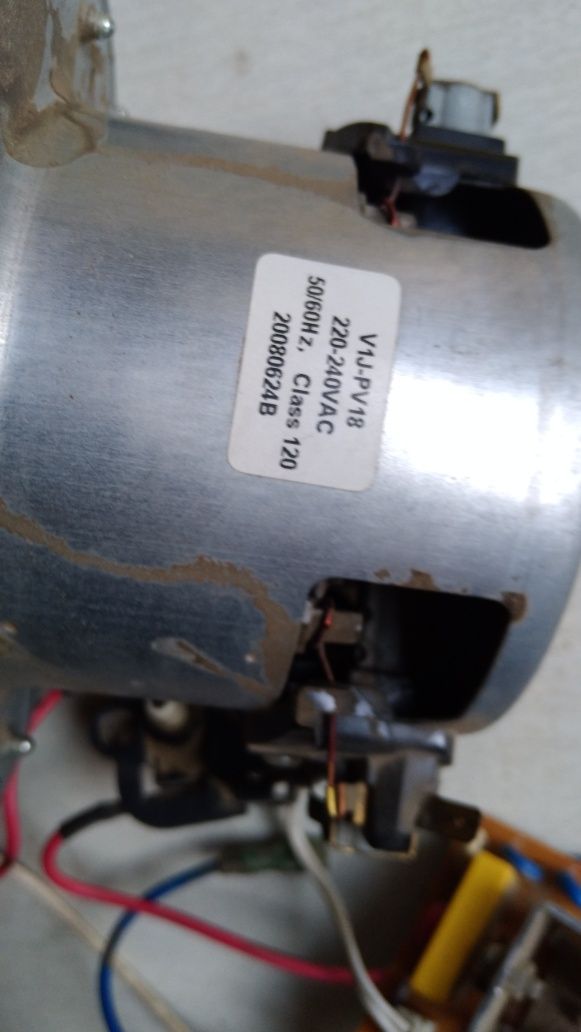 V1J-PV18
220-240VAC
50/60Hz, Class 120
20080624B